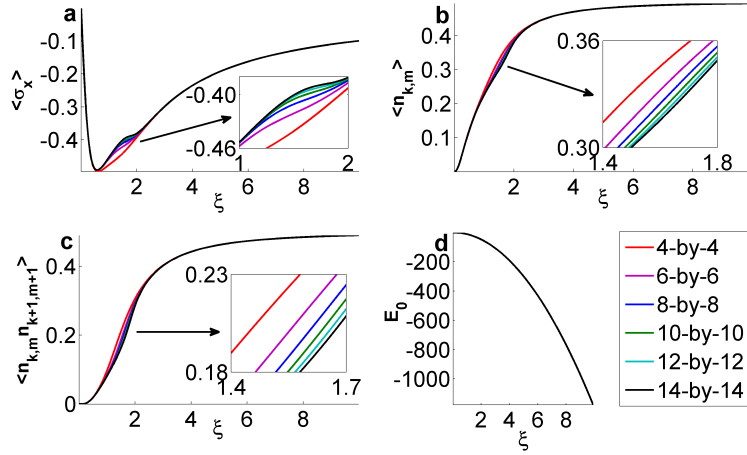 a
-0.1
-0.2
-0.3
-0.4
<σx>
-0.40
-0.46
1 2
2 4 6 8
ξ
b
0.4
0.3
0.2
0.1
<nk,m>
0.36
0.30
1.4 1.8
2 4 6 8
ξ
c
0.4
0.2
0
<nk,mnk+1,m+1>
0.23
0.18
1.4 1.7
2 4 6 8
ξ
d
-200
-400
-600
-800
-1000
E0
2 4 6 8
ξ
4-by-4
6-by-6
8-by-8
10-by-10
12-by-12
14-by-14